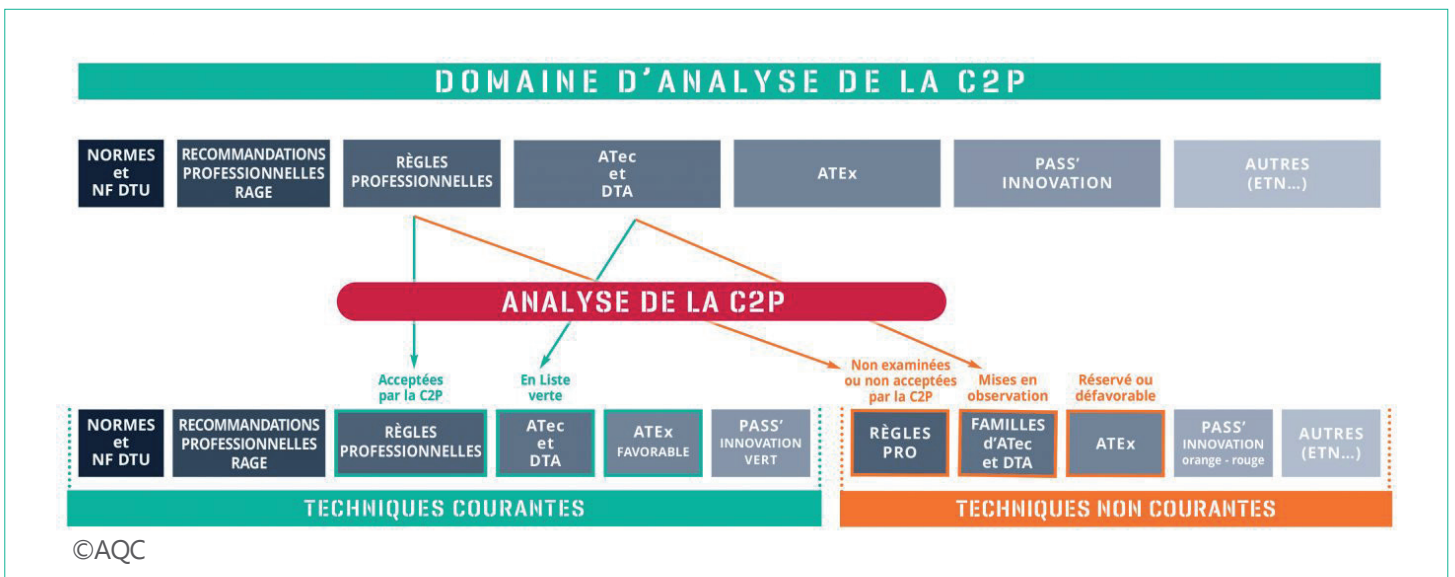 DOMAINE D'ANALYSE DE LA C2P
NORMES
et
NF DTU
RECOMMANDATIONS
PROFESSIONNELLES
RAGE
RÈGLES
PROFESSIONNELLES
ATec
et
DTA
ATEx
PASS'
INNOVATION
AUTRES
(ETN...)
ANALYSE DE LA C2P
Acceptées
par la C2P
En Liste
verte
Non examinées
ou non acceptées
par la C2P
Mises en
observation
Réservé ou
défavorable
NORMES
et
NF DTU
RECOMMANDATIONS
PROFESSIONNELLES
RAGE
RÈGLES
PROFESSIONNELLES
ATec
et
DTA
ATEx
FAVORABLE
PASS'
INNOVATION
VERT
RÈGLES
PRO
FAMILLES
d'ATec
et DTA
ATEx
PASS'
INNOVATION
orange - rouge
AUTRES
(ETN...)
TECHNIQUES COURANTES
TECHNIQUES NON COURANTES
©AQC